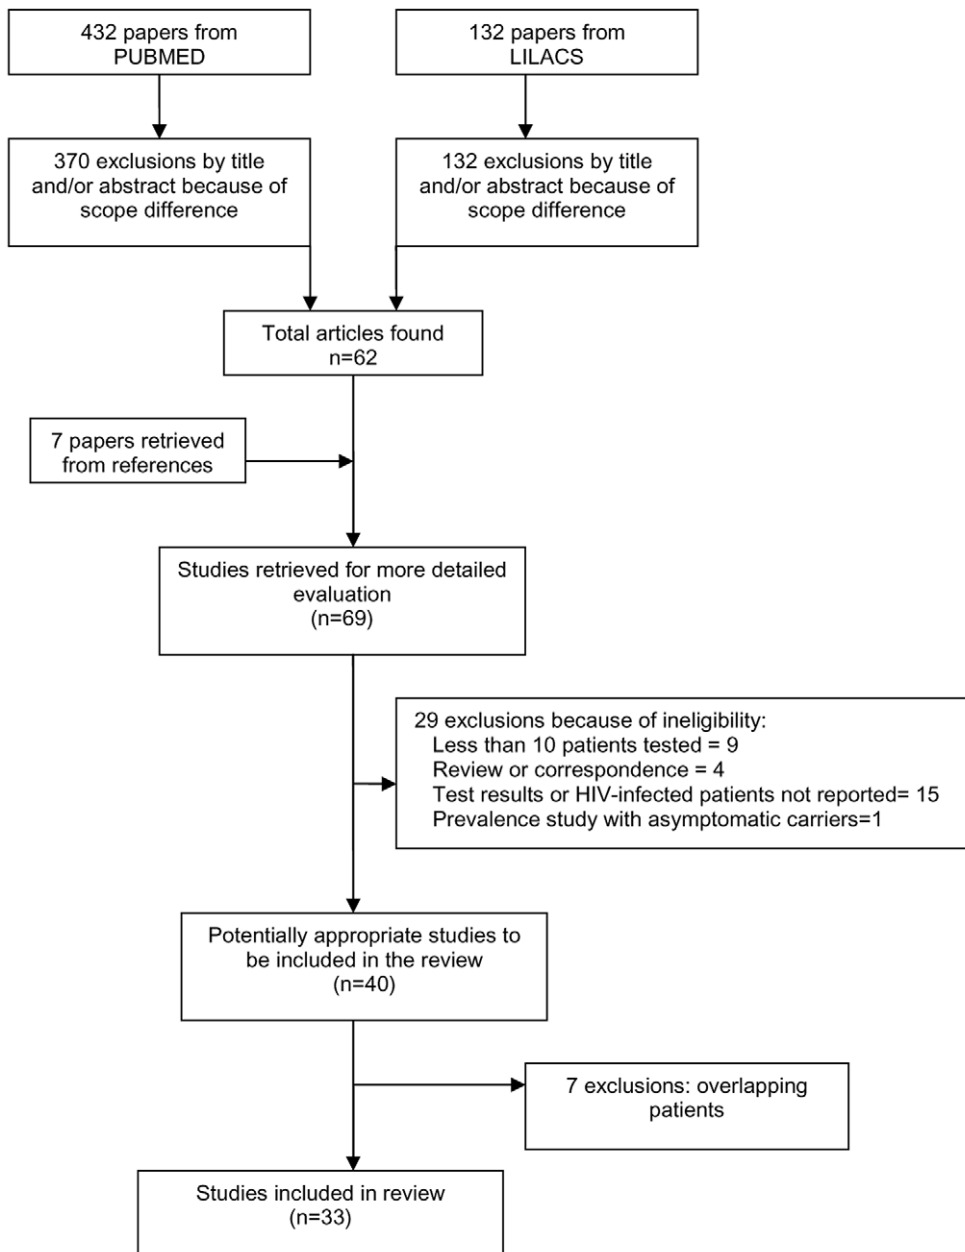 432 papers from
PUBMED
132 papers from
LILACS
370 exclusions by title
and/or abstract because of
scope difference
132 exclusions by title
and/or abstract because of
scope difference
Total articles found
n=62
7 papers retrieved
from references
Studies retrieved for more detailed
evaluation
(n=69)
29 exclusions because of ineligibility:
Less than 10 patients tested = 9
Review or correspondence = 4
Test results or HIV-infected patients not reported= 15
Prevalence study with asymptomatic carriers=1
Potentially appropriate studies to
be included in the review
(n=40)
7 exclusions: overlapping
patients
Studies included in review
(n=33)